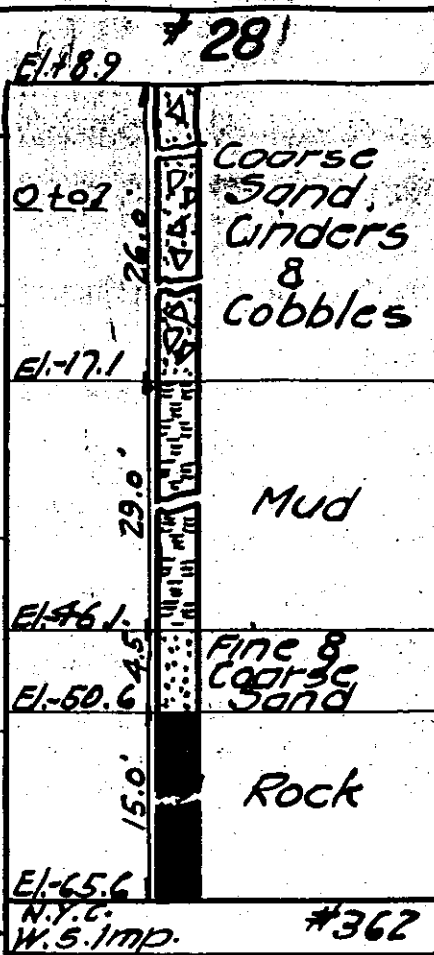 # 28
El.+8.9
Coarse
Sand,
Cinders
&
Cobbles
0 to 2
26.0'
El.-17.1
29.0'
Mud
El.-46.1
4.5'
Fine &
Coarse
Sand
El.-50.6
15.0'
Rock
El.-65.6
N.Y.C.
W.S.Imp.
#362